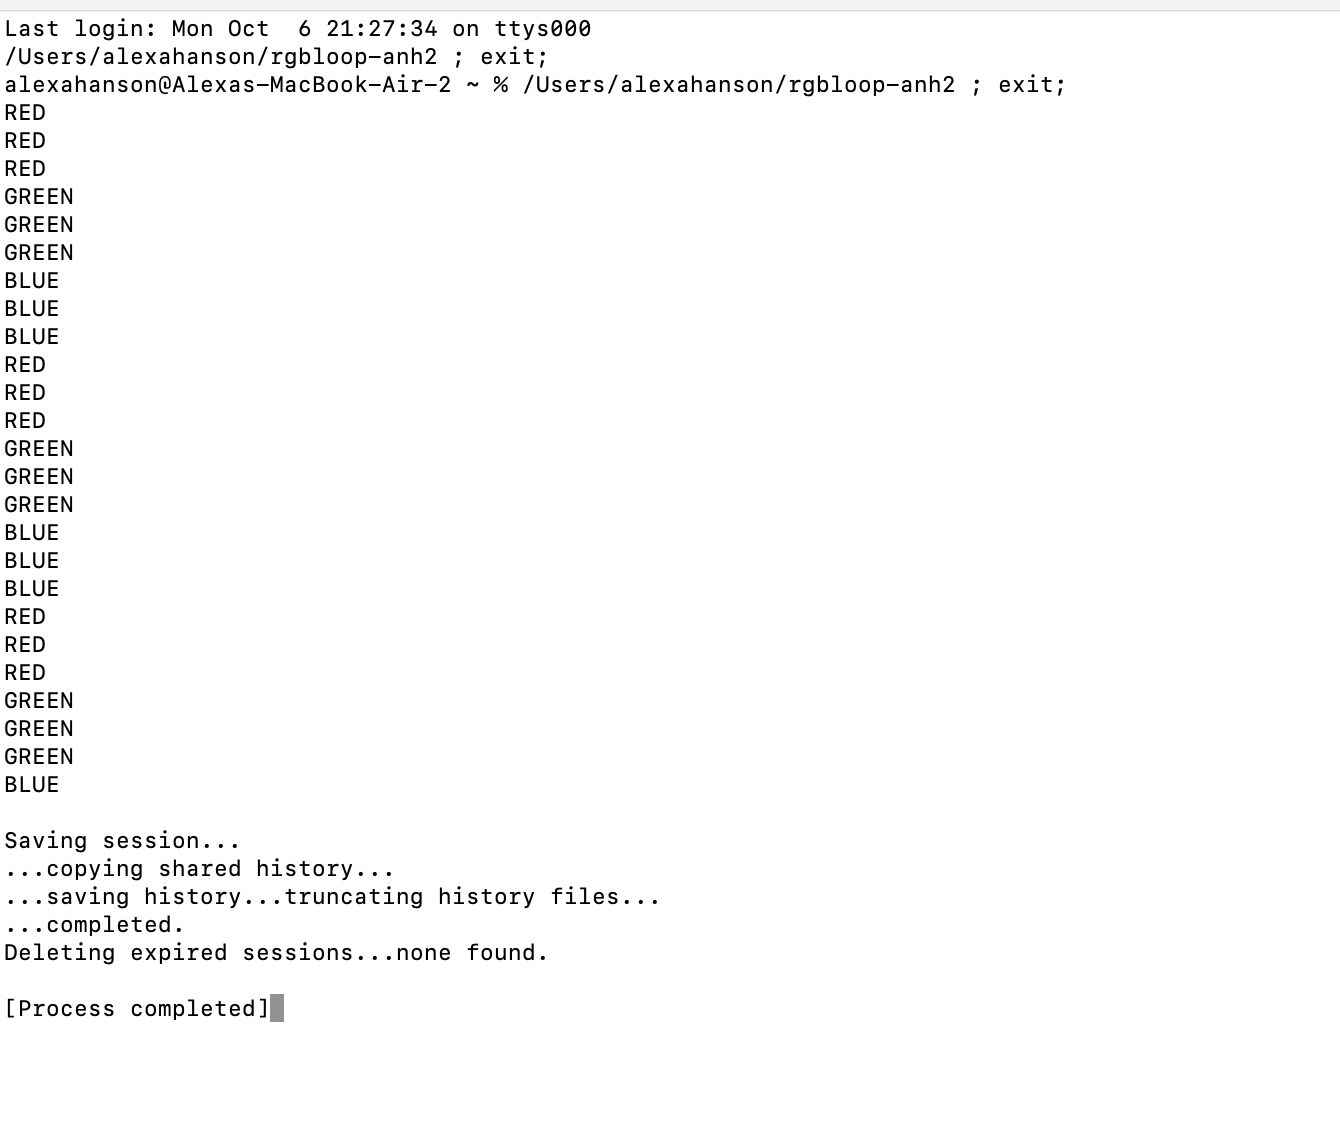 Last login: Mon Oct  6 21:27:34 on ttys000
/Users/alexahanson/rgbloop-anh2 ; exit;
alexahanson@Alexas-MacBook-Air-2 ~ % /Users/alexahanson/rgbloop-anh2 ; exit;
RED
RED
RED
GREEN
GREEN
GREEN
BLUE
BLUE
BLUE
RED
RED
RED
GREEN
GREEN
GREEN
BLUE
BLUE
BLUE
RED
RED
RED
GREEN
GREEN
GREEN
BLUE

Saving session...
...copying shared history...
...saving history...truncating history files...
...completed.
Deleting expired sessions...none found.

[Process completed]